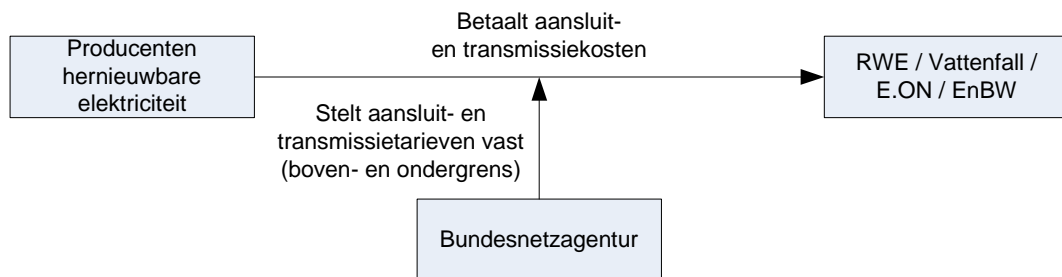 Betaalt aansluit-
en transmissiekosten
Producenten
hernieuwbare
elektriciteit
RWE / Vattenfall /
E.ON / EnBW
Stelt aansluit- en
transmissietarieven vast
(boven- en ondergrens)
Bundesnetzagentur